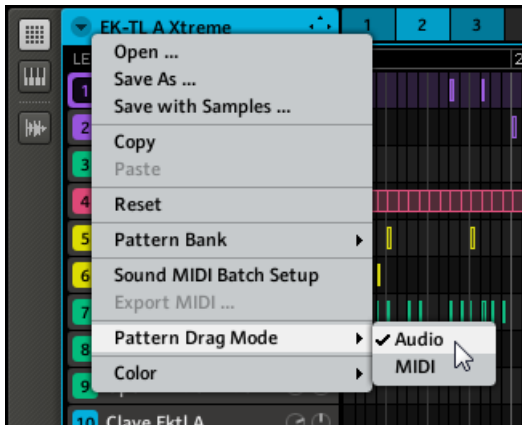 EK-TL A Xtreme
1 2 3
2
1
2
3
4
5
6
7
8
9
10 Clave Ektl A
Open ...
Save As ...
Save with Samples ...
Copy
Paste
Reset
Pattern Bank
Sound MIDI Batch Setup
Export MIDI ...
Pattern Drag Mode
Color
Audio
MIDI